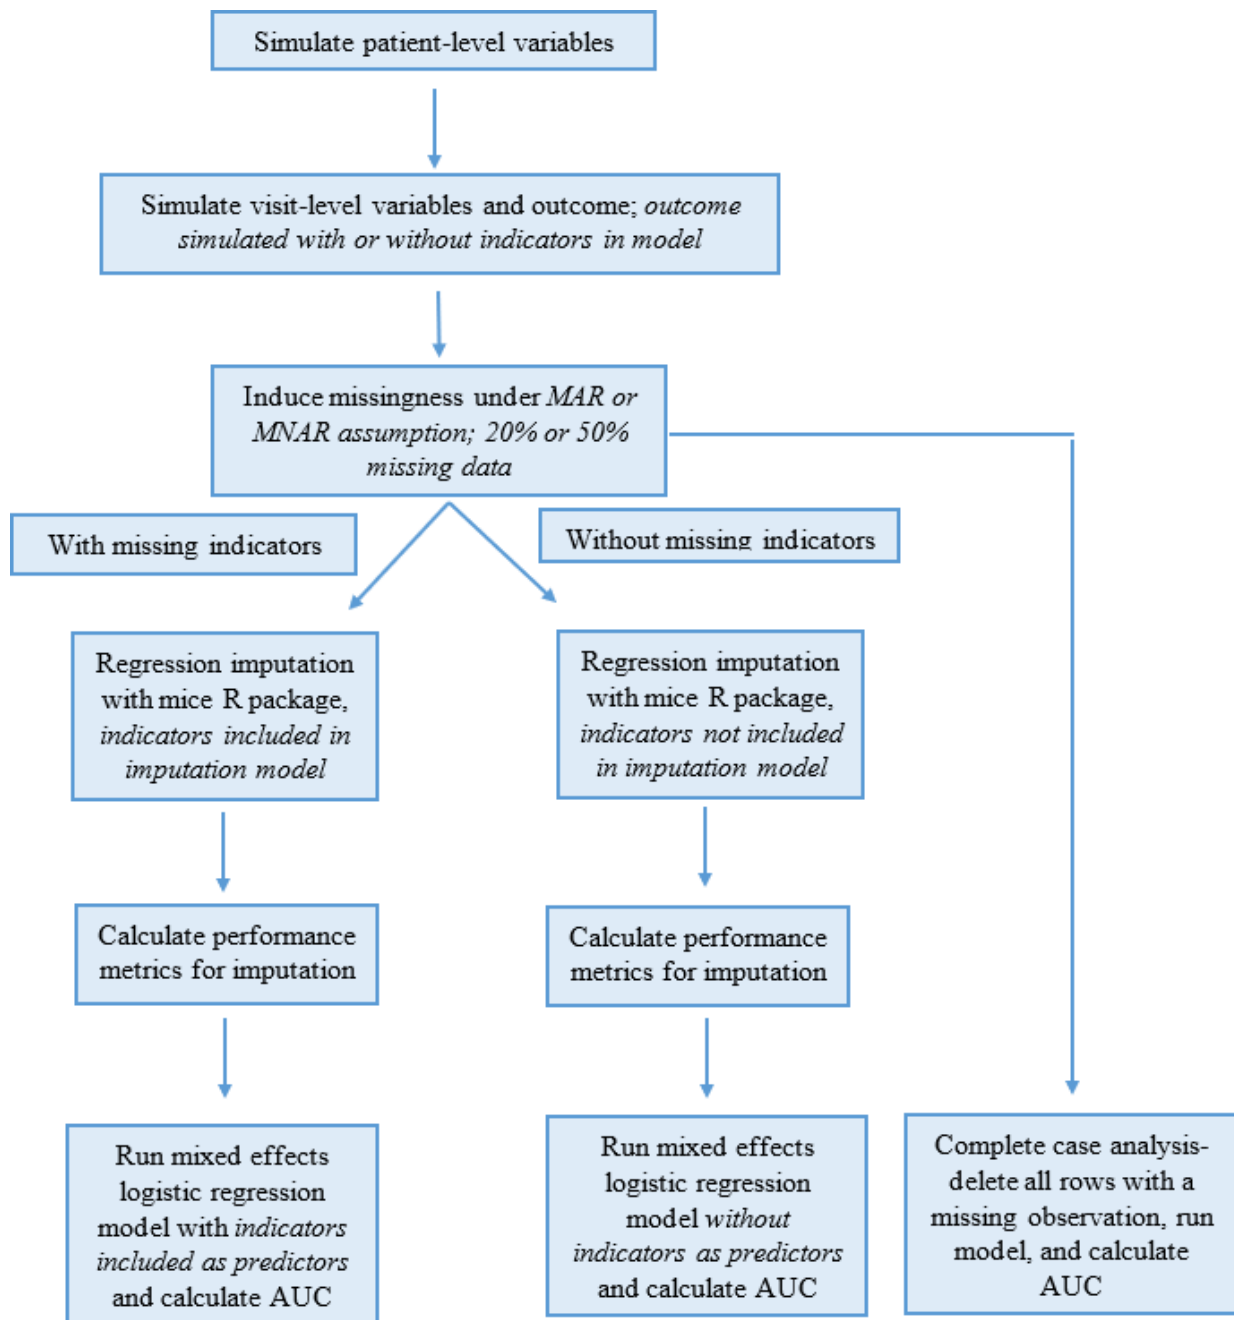 Simulate patient-level variables
Simulate visit-level variables and outcome; outcome
simulated with or without indicators in model
Induce missingness under MAR or
MNAR assumption; 20% or 50%
missing data
With missing indicators
Without missing indicators
Regression imputation
with mice R package,
indicators included in
imputation model
Regression imputation
with mice R package,
indicators not included
in imputation model
Calculate performance
metrics for imputation
Calculate performance
metrics for imputation
Run mixed effects
logistic regression
model with indicators
included as predictors
and calculate AUC
Run mixed effects
logistic regression
model without
indicators as predictors
and calculate AUC
Complete case analysis-
delete all rows with a
missing observation, run
model, and calculate
AUC